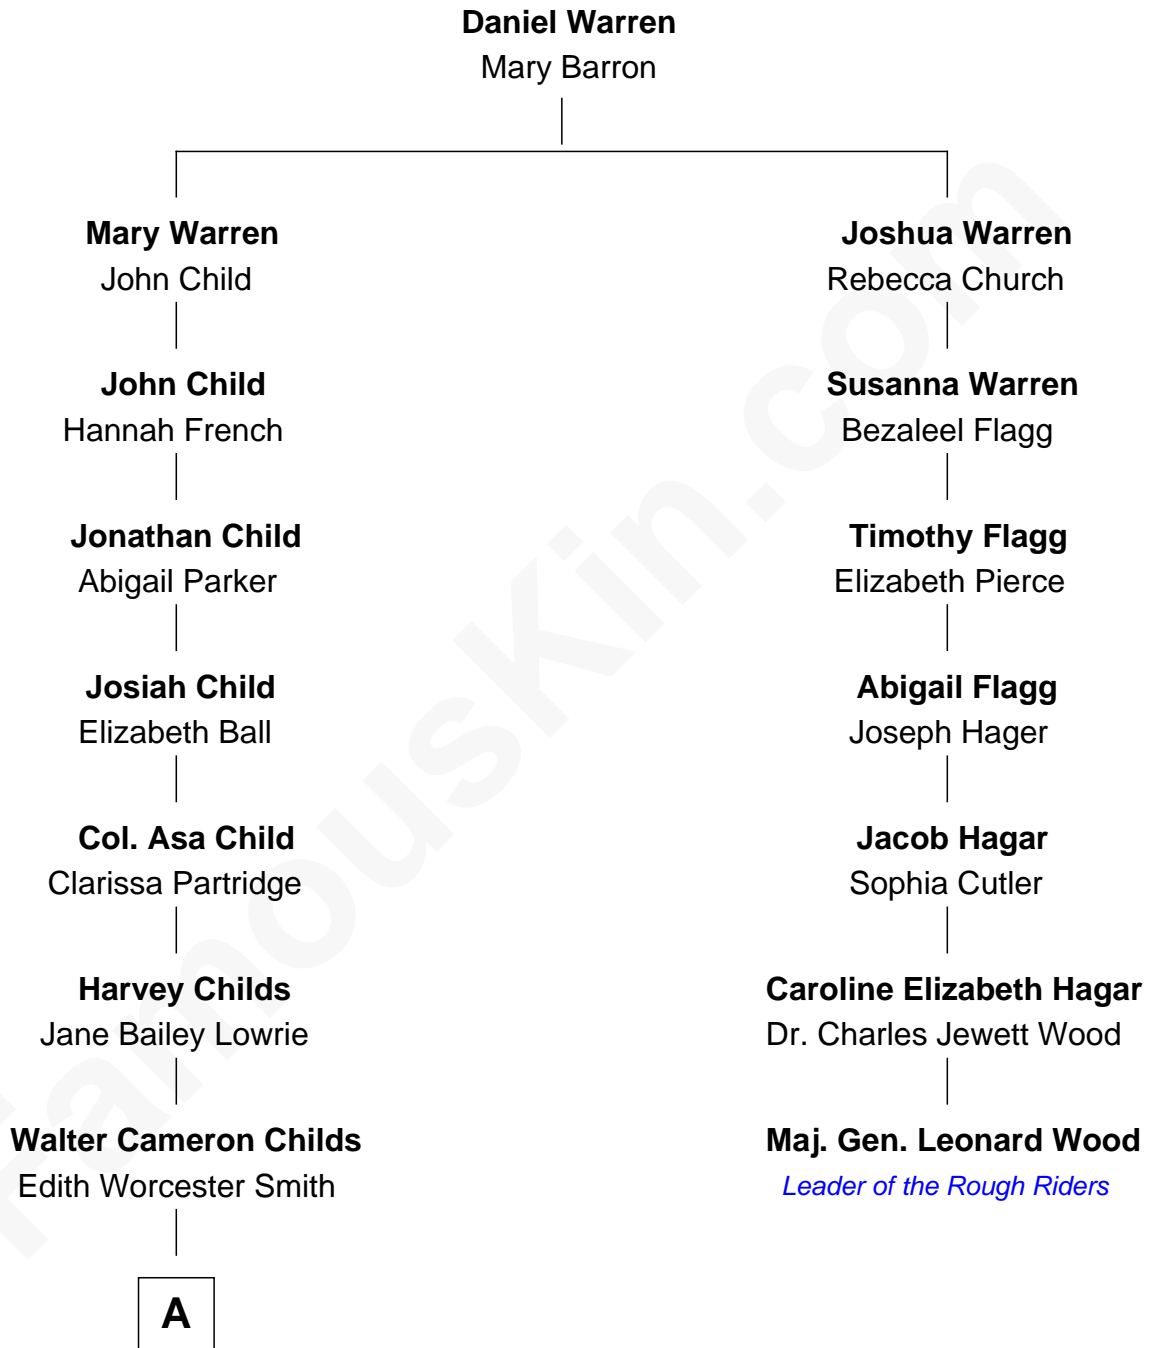 Daniel Warren
Mary Barron
Mary Warren
John Child
Joshua Warren
Rebecca Church
John Child
Hannah French
Susanna Warren
Bezaleel Flagg
Jonathan Child
Abigail Parker
Timothy Flagg
Elizabeth Pierce
Josiah Child
Elizabeth Ball
Abigail Flagg
Joseph Hager
Col. Asa Child
Clarissa Partridge
Jacob Hagar
Sophia Cutler
Harvey Childs
Jane Bailey Lowrie
Caroline Elizabeth Hagar
Dr. Charles Jewett Wood
Walter Cameron Childs
Edith Worcester Smith
Maj. Gen. Leonard Wood
Leader of the Rough Riders
A
FamousKin.com